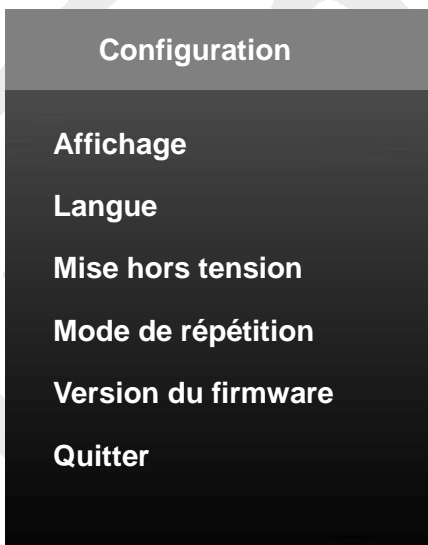 Configuration
Affichage
Langue
Mise hors tension
Mode de répétition
Version du firmware
Quitter